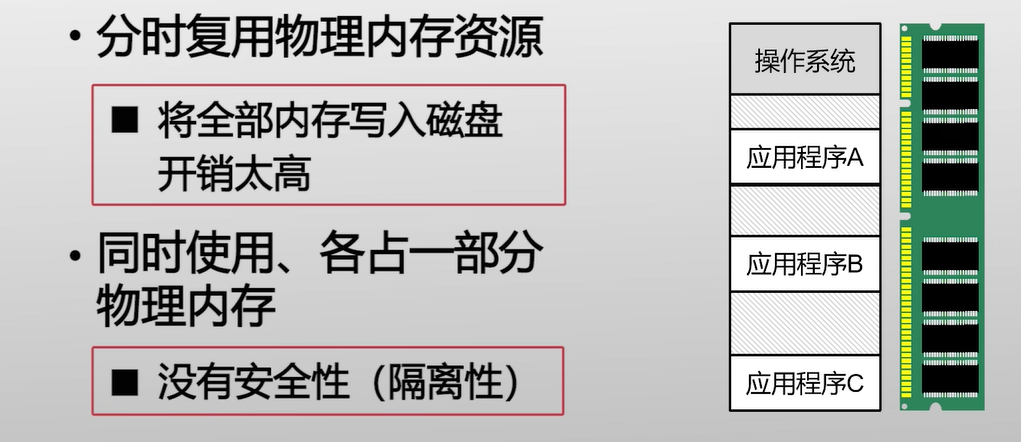 • 分时复用物理内存资源
■ 将全部内存写入磁盘
开销太高
• 同时使用、各占一部分
物理内存
■ 没有安全性（隔离性）
操作系统
应用程序A
应用程序B
应用程序C